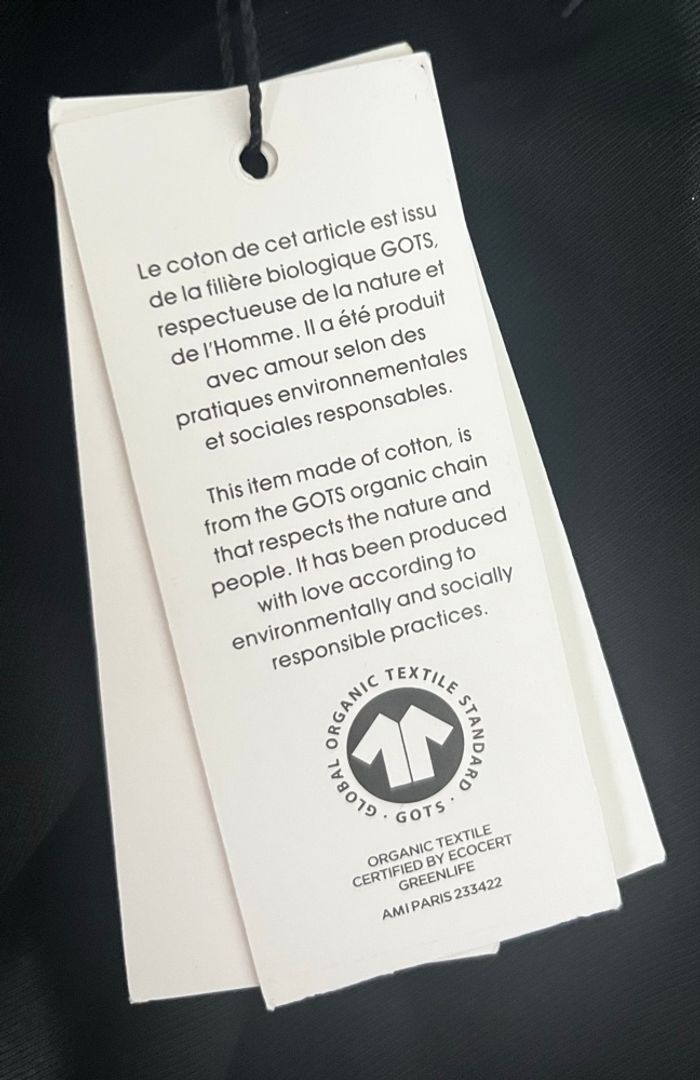 Le coton de cet article est issu
de la filière biologique GOTS,
respectueuse de la nature et
de l'Homme. Il a été produit
avec amour selon des
pratiques environnementales
et sociales responsables.
This item made of cotton, is
from the GOTS organic chain
that respects the nature and
people. It has been produced
with love according to
environmentally and socially
responsible practices.
GLOBAL ORGANIC TEXTILE STANDARD · GOTS ·
ORGANIC TEXTILE
CERTIFIED BY ECOCERT
GREENLIFE
AMI PARIS 233422